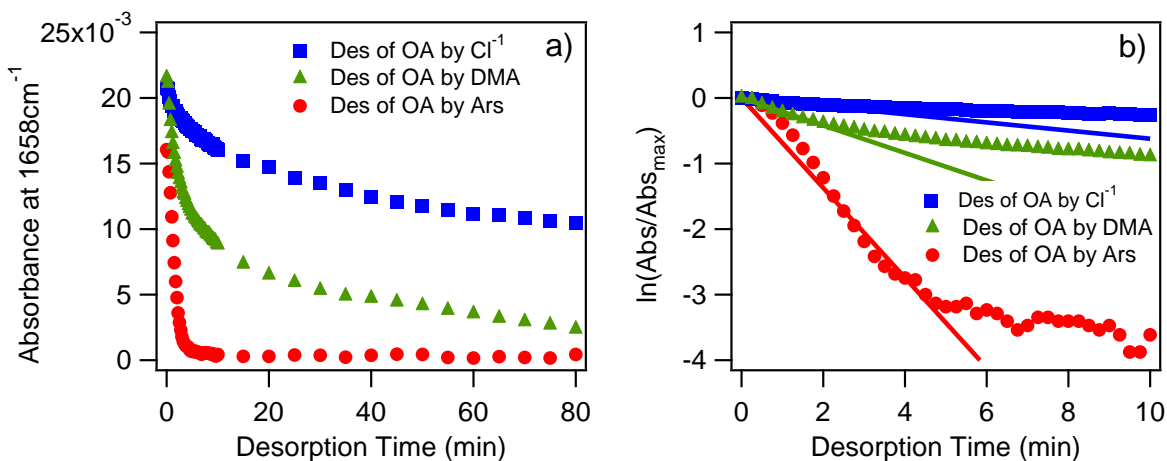 a)
25x10⁻³
20
15
10
5
0
Absorbance at 1658cm⁻¹
Des of OA by Cl⁻¹
Des of OA by DMA
Des of OA by Ars
0 20 40 60 80
Desorption Time (min)
b)
1
0
-1
-2
-3
-4
ln(Abs/Absₘₐₓ)
Des of OA by Cl⁻¹
Des of OA by DMA
Des of OA by Ars
0 2 4 6 8 10
Desorption Time (min)